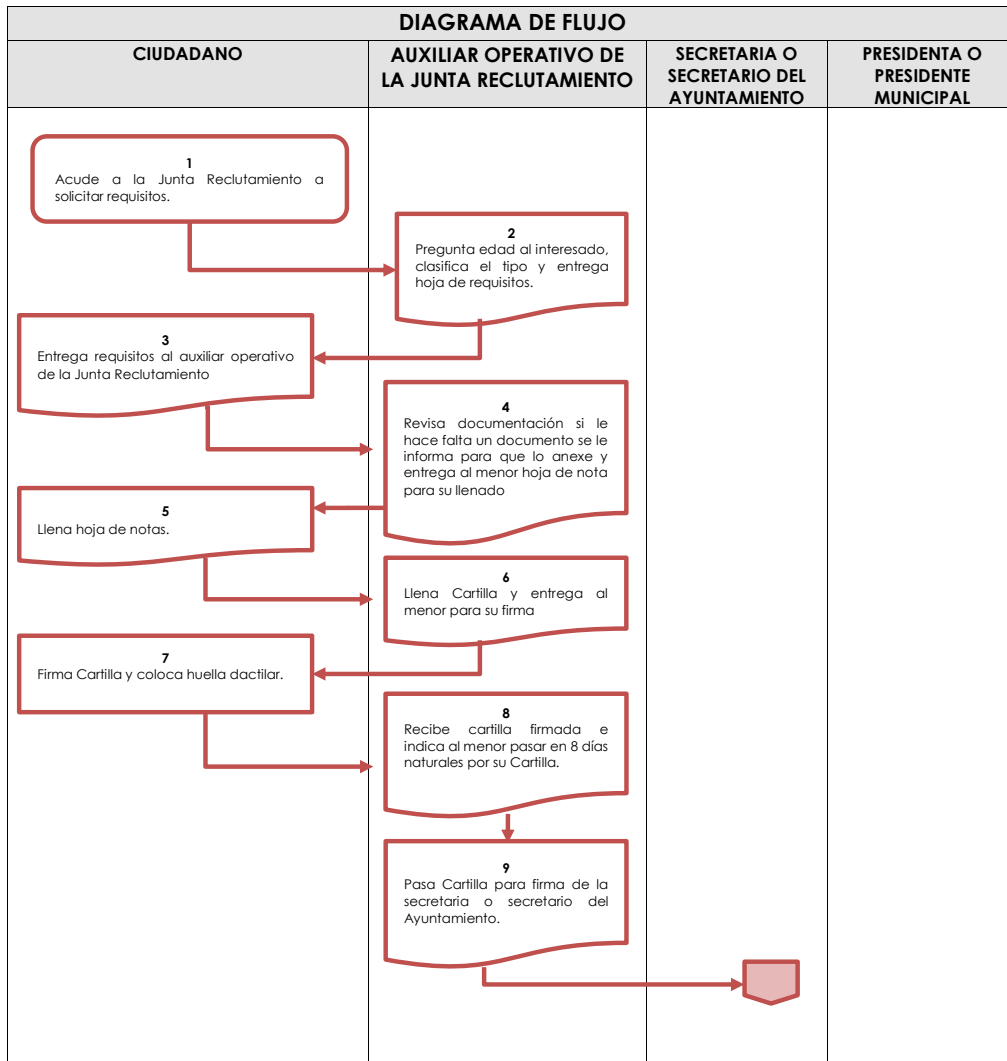 DIAGRAMA DE FLUJO
CIUDADANO
AUXILIAR OPERATIVO DE
LA JUNTA RECLUTAMIENTO
SECRETARIA O
SECRETARIO DEL
AYUNTAMIENTO
PRESIDENTA O
PRESIDENTE
MUNICIPAL
1
Acude a la Junta Reclutamiento a
solicitar requisitos.
2
Pregunta edad al interesado,
clasifica el tipo y entrega
hoja de requisitos.
3
Entrega requisitos al auxiliar operativo
de la Junta Reclutamiento
4
Revisa documentación si le
hace falta un documento se le
informa para que lo anexe y
entrega al menor hoja de nota
para su llenado
5
Llena hoja de notas.
6
Llena Cartilla y entrega al
menor para su firma
7
Firma Cartilla y coloca huella dactilar.
8
Recibe cartilla firmada e
indica al menor pasar en 8 días
naturales por su Cartilla.
9
Pasa Cartilla para firma de la
secretaria o secretario del
Ayuntamiento.